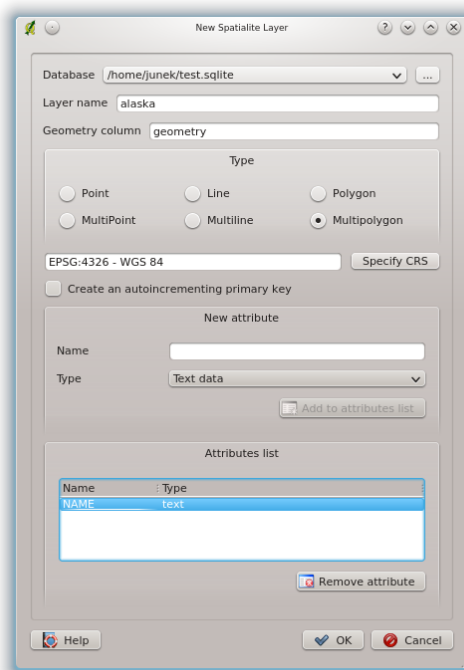 New Spatialite Layer
Database /home/junek/test.sqlite ...
Layer name alaska
Geometry column geometry
Type
Point Line Polygon
MultiPoint Multiline Multipolygon
EPSG:4326 - WGS 84 Specify CRS
Create an autoincrementing primary key
New attribute
Name
Type Text data
Add to attributes list
Attributes list
Name Type
NAME text
Remove attribute
Help OK Cancel